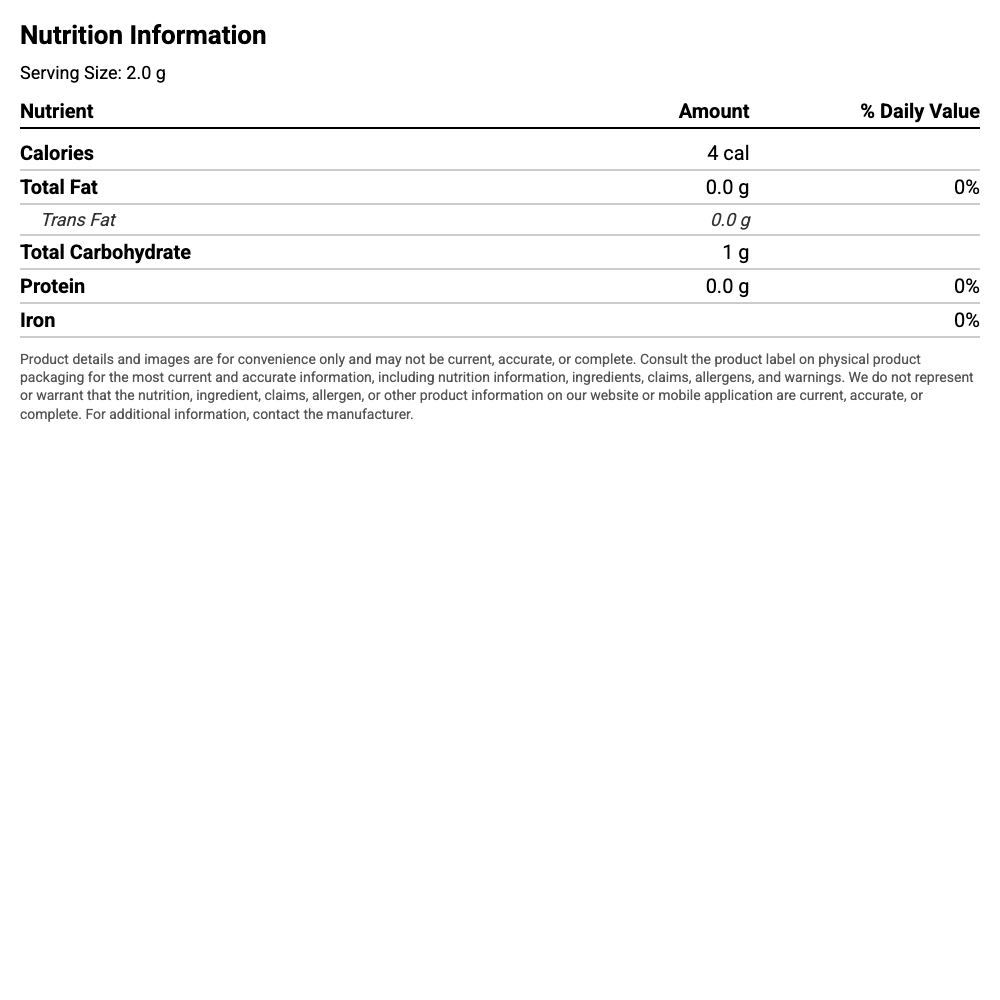 Nutrition Information
Serving Size: 2.0 g
Nutrient Amount % Daily Value
Calories 4 cal
Total Fat 0.0 g 0%
Trans Fat 0.0 g
Total Carbohydrate 1 g
Protein 0.0 g 0%
Iron 0%
Product details and images are for convenience only and may not be current, accurate, or complete. Consult the product label on physical product
packaging for the most current and accurate information, including nutrition information, ingredients, claims, allergens, and warnings. We do not represent
or warrant that the nutrition, ingredient, claims, allergen, or other product information on our website or mobile application are current, accurate, or
complete. For additional information, contact the manufacturer.